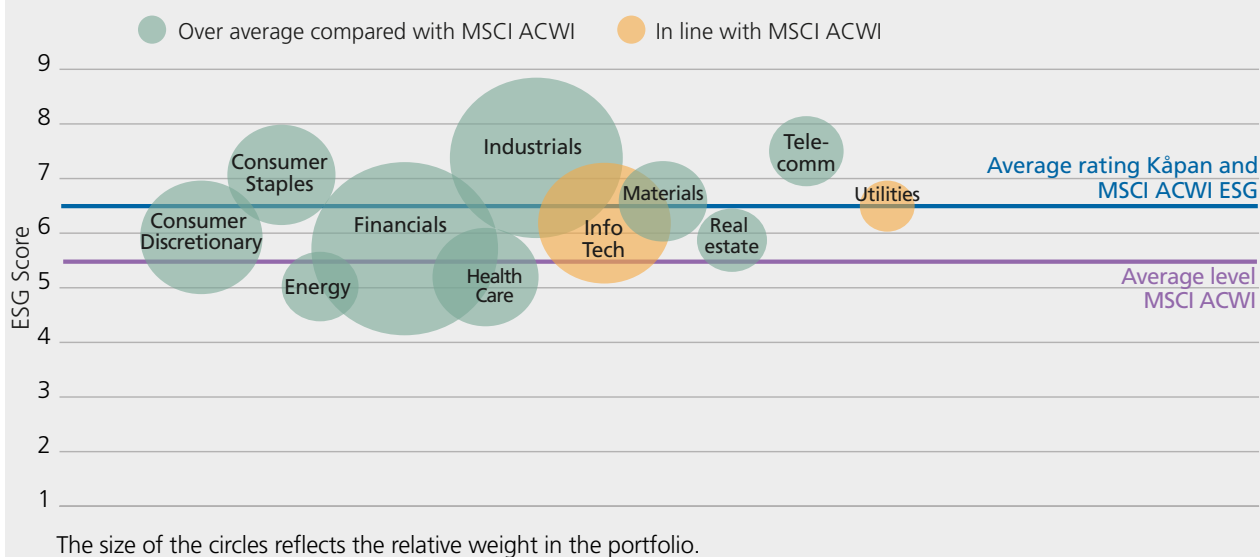 Over average compared with MSCI ACWI
In line with MSCI ACWI
ESG Score
9
8
7
6
5
4
3
2
1
Consumer
Discretionary
Consumer
Staples
Energy
Financials
Health
Care
Industrials
Info
Tech
Materials
Real
estate
Tele-
comm
Utilities
Average rating Kåpan and
MSCI ACWI ESG
Average level
MSCI ACWI
The size of the circles reflects the relative weight in the portfolio.